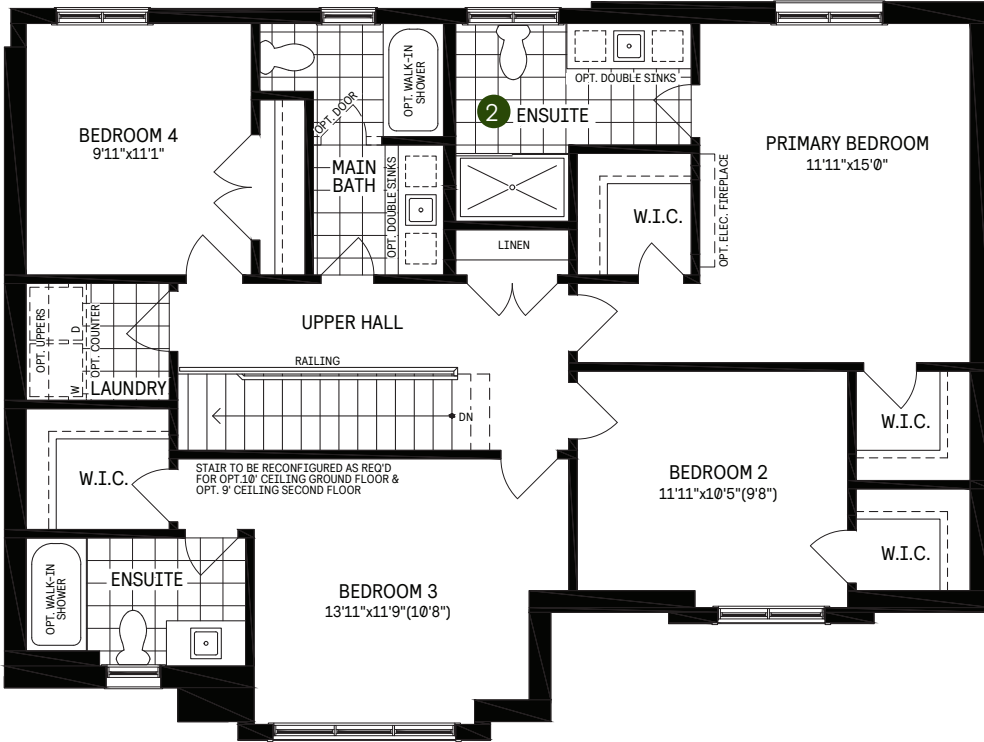 BEDROOM 4
9'11"x11'1"
OPT. DOOR
OPT. WALK-IN
SHOWER
MAIN
BATH
OPT. DOUBLE SINKS
2
ENSUITE
OPT. DOUBLE SINKS
PRIMARY BEDROOM
11'11"x15'0"
W.I.C.
OPT. ELEC. FIREPLACE
LINEN
UPPER HALL
OPT. UPPERS
W
D
OPT. COUNTER
LAUNDRY
RAILING
DN
W.I.C.
STAIR TO BE RECONFIGURED AS REQ'D
FOR OPT.10' CEILING GROUND FLOOR &
OPT. 9' CEILING SECOND FLOOR
BEDROOM 2
11'11"x10'5"(9'8")
W.I.C.
W.I.C.
ENSUITE
OPT. WALK-IN
SHOWER
BEDROOM 3
13'11"x11'9"(10'8")